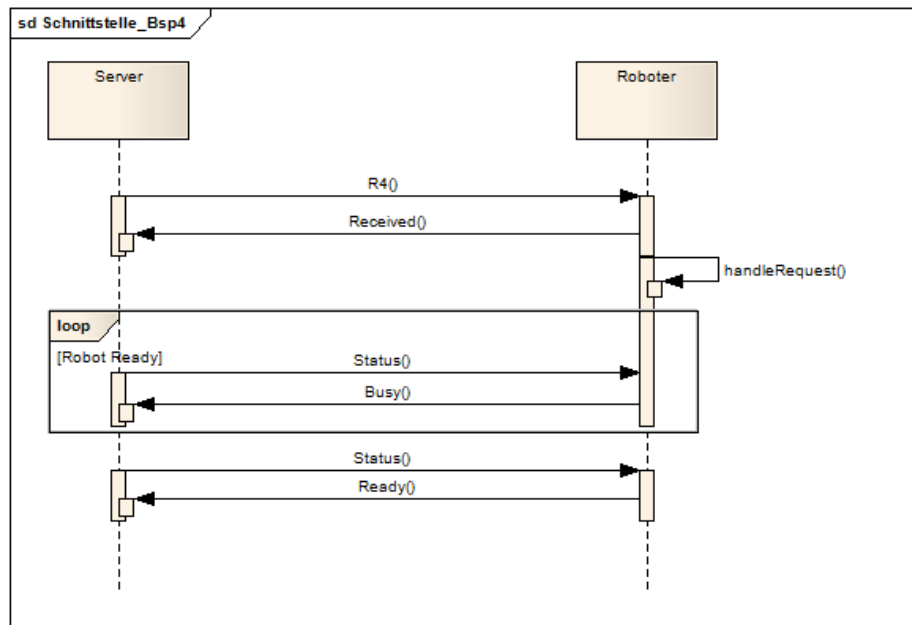 sd Schnittstelle_Bsp4
Server
Roboter
R4()
Received()
handleRequest()
loop
[Robot Ready]
Status()
Busy()
Status()
Ready()